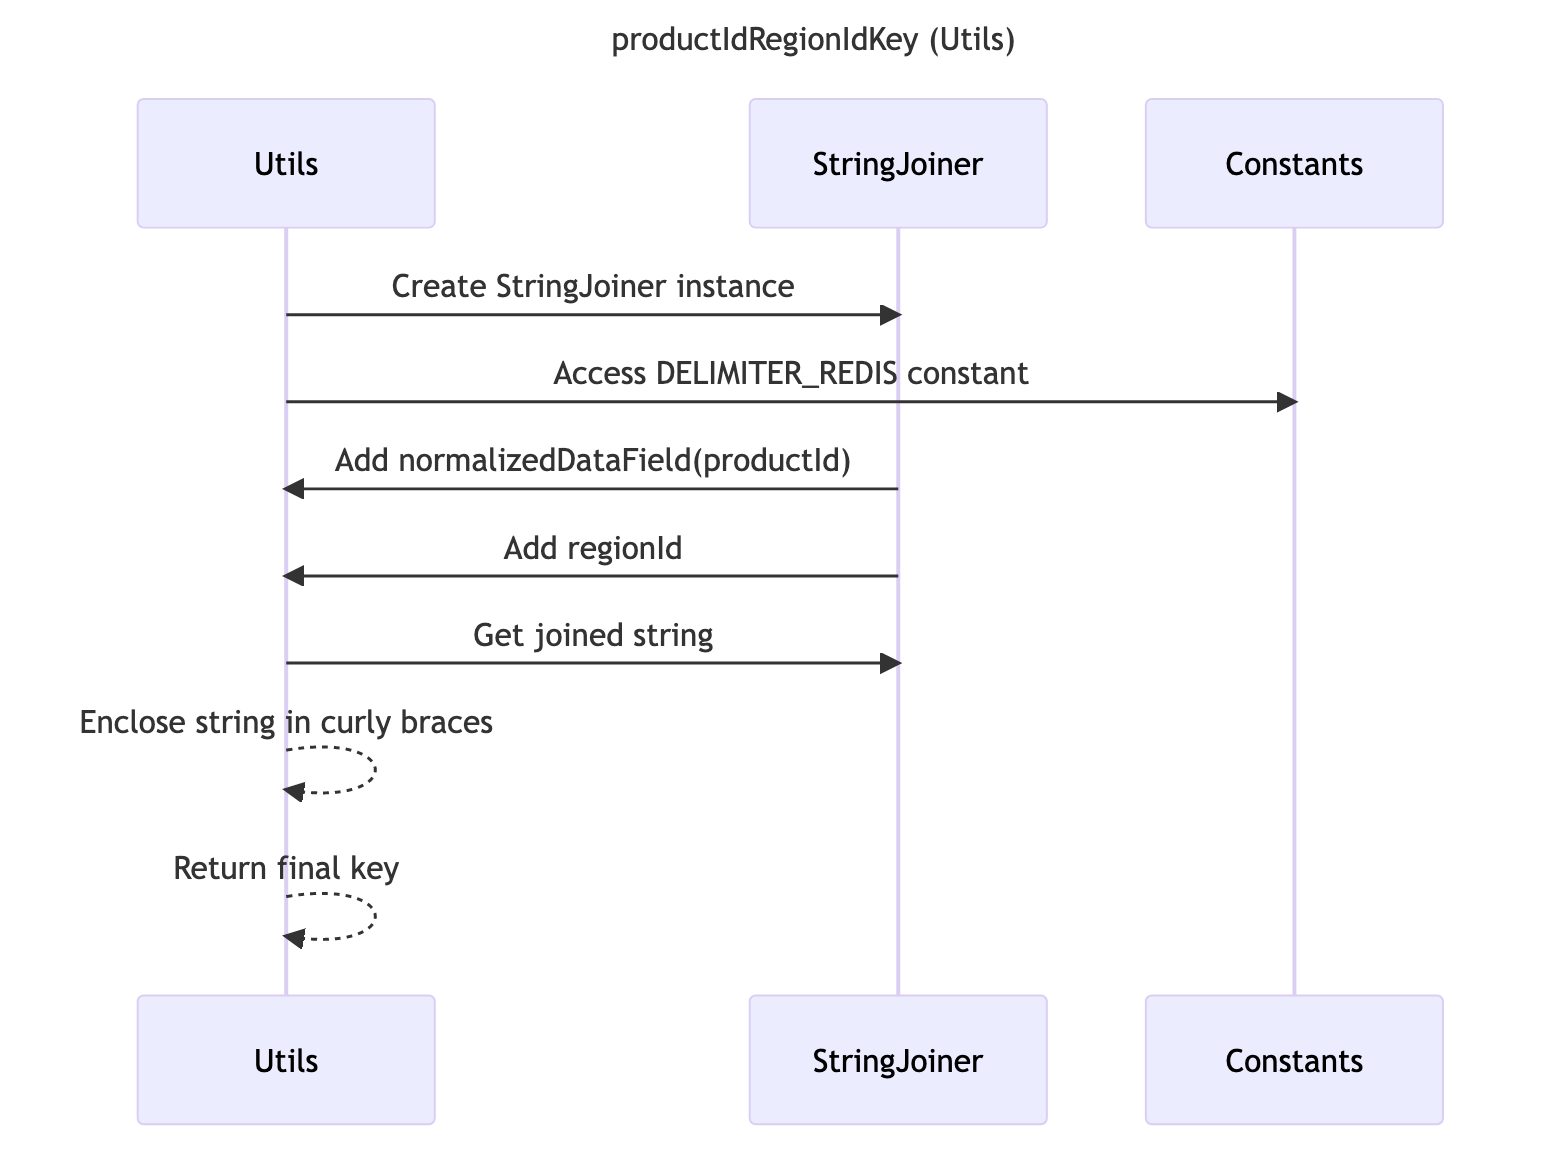 productIdRegionIdKey (Utils)
Utils
StringJoiner
Constants
Create StringJoiner instance
Access DELIMITER_REDIS constant
Add normalizedDataField(productId)
Add regionId
Get joined string
Enclose string in curly braces
Return final key
Utils
StringJoiner
Constants